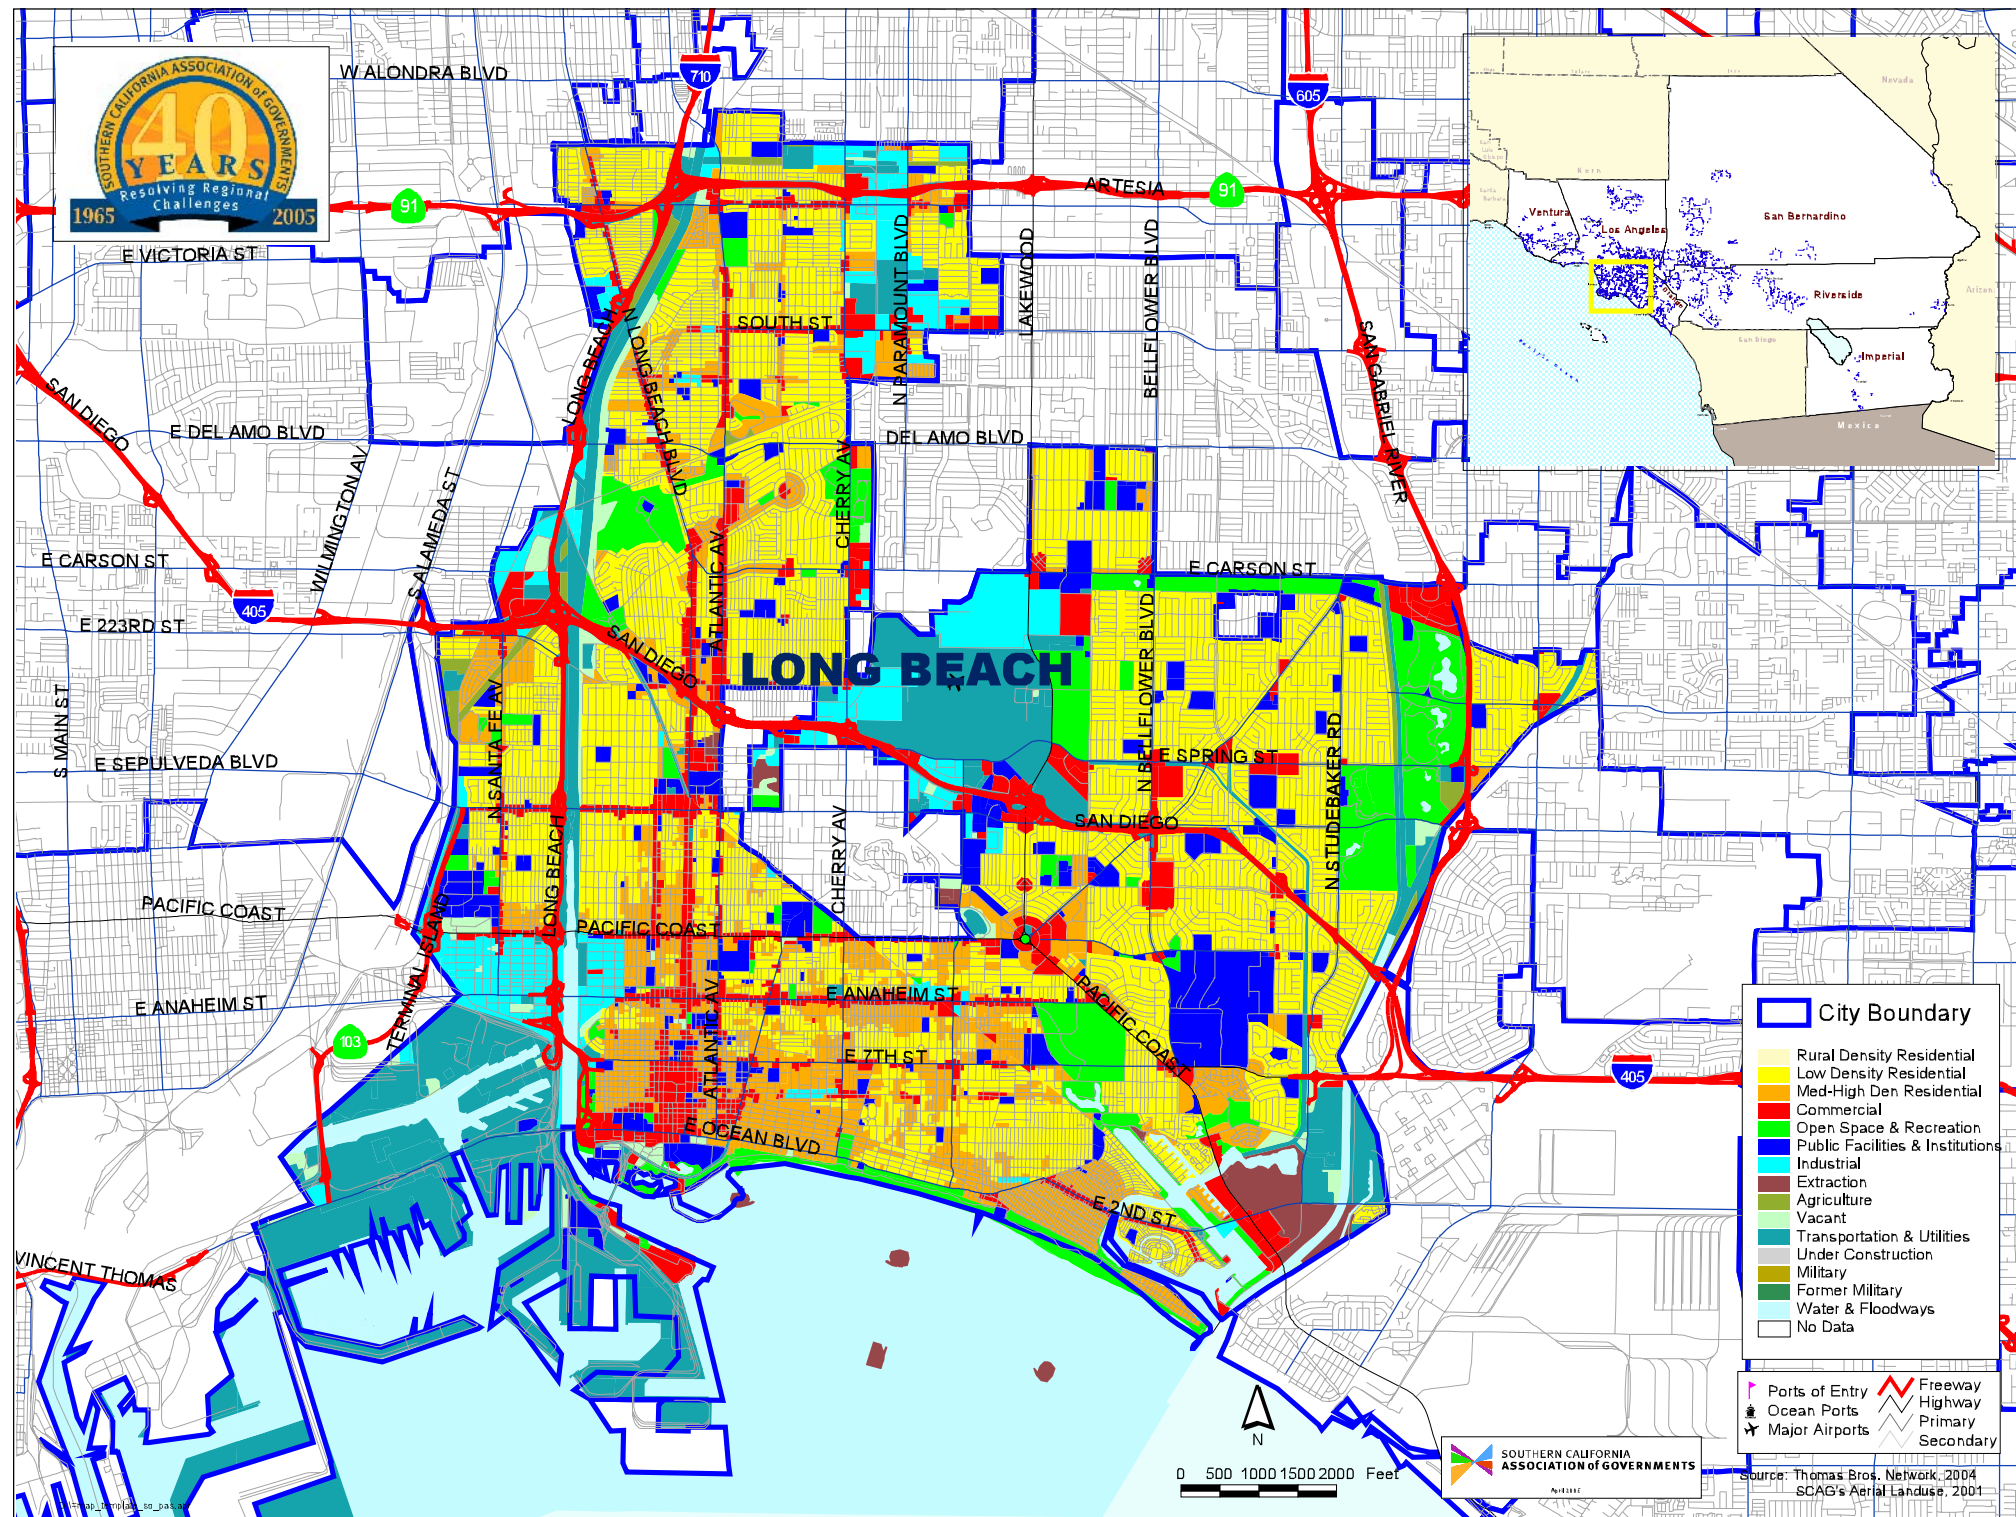 SOUTHERN CALIFORNIA ASSOCIATION OF GOVERNMENTS
40
YEARS
Resolving Regional
Challenges
1965
2005
W ALONDRA BLVD
710
605
91
ARTESIA
91
E VICTORIA ST
LAKEWOOD
BELLFLOWER BLVD
N PARAMOUNT BLVD
SOUTH ST
LONG BEACH
N LONG BEACH BLVD
SAN GABRIEL RIVER
SAN DIEGO
E DEL AMO BLVD
DEL AMO BLVD
WILMINGTON AV
S ALAMEDA ST
CHERRY AV
ATLANTIC AV
E CARSON ST
E CARSON ST
405
E 223RD ST
SAN DIEGO
LONG BEACH
N SANTA FE AV
N BELLFLOWER BLVD
S MAIN ST
N STUDEBAKER RD
E SPRING ST
E SEPULVEDA BLVD
SAN DIEGO
LONG BEACH
CHERRY AV
PACIFIC COAST
PACIFIC COAST
TERMINAL ISLAND
E ANAHEIM ST
E ANAHEIM ST
PACIFIC COAST
ATLANTIC AV
103
E 7TH ST
405
E OCEAN BLVD
E 2ND ST
VINCENT THOMAS
Nevada
Kern
Ventura
Los Angeles
San Bernardino
Orange
Riverside
San Diego
Imperial
Mexico
City Boundary
Rural Density Residential
Low Density Residential
Med-High Den Residential
Commercial
Open Space & Recreation
Public Facilities & Institutions
Industrial
Extraction
Agriculture
Vacant
Transportation & Utilities
Under Construction
Military
Former Military
Water & Floodways
No Data
Ports of Entry
Ocean Ports
Major Airports
Freeway
Highway
Primary
Secondary
N
0 500 1000 1500 2000 Feet
SOUTHERN CALIFORNIA
ASSOCIATION of GOVERNMENTS
Source: Thomas Bros. Network, 2004
SCAG's Aerial Landuse, 2001